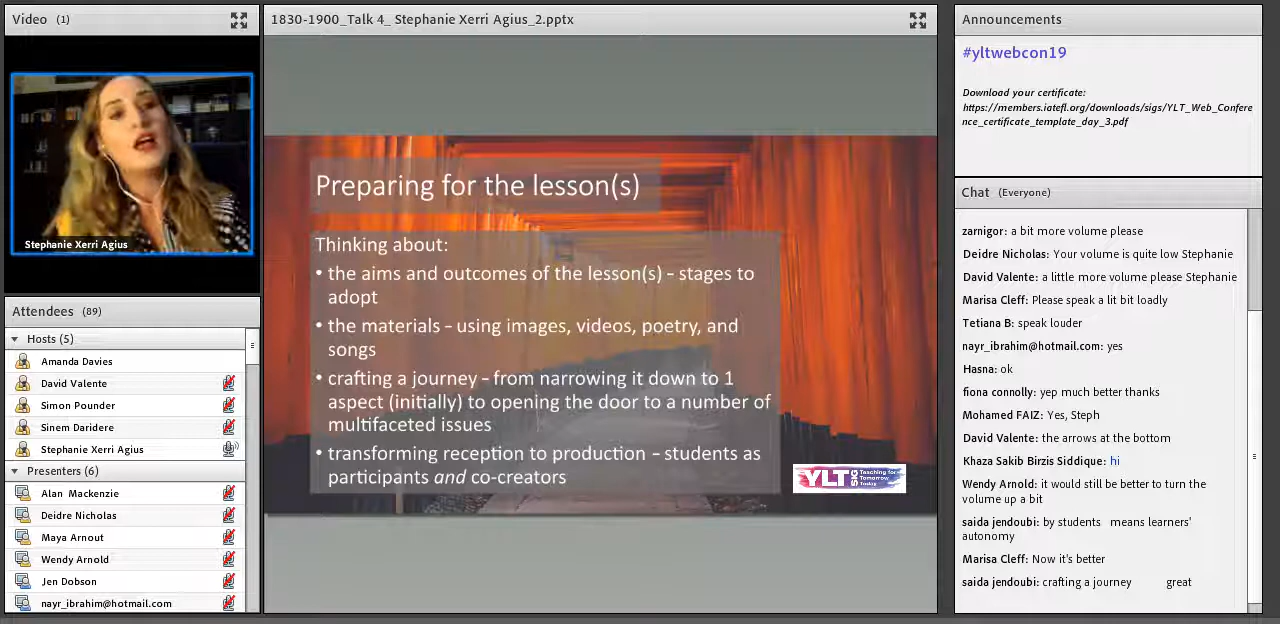 Video (1)
Stephanie Xerri Agius
Attendees (89)
Hosts (5)
Amanda Davies
David Valente
Simon Pounder
Sinem Daridere
Stephanie Xerri Agius
Presenters (6)
Alan Mackenzie
Deidre Nicholas
Maya Arnout
Wendy Arnold
Jen Dobson
nayr_ibrahim@hotmail.com
1830-1900_Talk 4_ Stephanie Xerri Agius_2.pptx
Preparing for the lesson(s)
Thinking about:
• the aims and outcomes of the lesson(s) – stages to
adopt
• the materials – using images, videos, poetry, and
songs
• crafting a journey – from narrowing it down to 1
aspect (initially) to opening the door to a number of
multifaceted issues
• transforming reception to production – students as
participants and co-creators
YLT SIG Teaching for
Tomorrow
Today
Announcements
#yltwebcon19
Download your certificate:
https://members.iatefl.org/downloads/sigs/YLT_Web_Confere
nce_certificate_template_day_3.pdf
Chat (Everyone)
zarnigor: a bit more volume please
Deidre Nicholas: Your volume is quite low Stephanie
David Valente: a little more volume please Stephanie
Marisa Cleff: Please speak a lit bit loadly
Tetiana B: speak louder
nayr_ibrahim@hotmail.com: yes
Hasna: ok
fiona connolly: yep much better thanks
Mohamed FAIZ: Yes, Steph
David Valente: the arrows at the bottom
Khaza Sakib Birzis Siddique: hi
Wendy Arnold: it would still be better to turn the
volume up a bit
saida jendoubi: by students means learners'
autonomy
Marisa Cleff: Now it's better
saida jendoubi: crafting a journey great